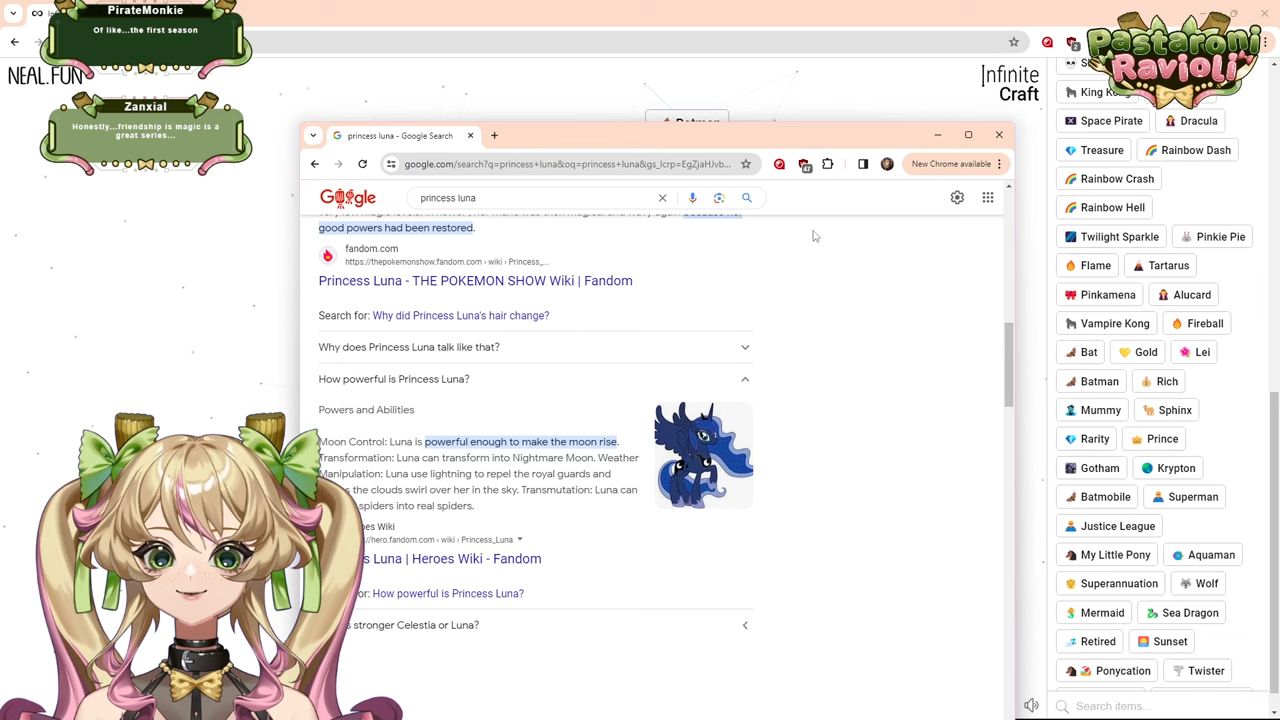 PirateMonkie
Of like...the first season
Zanxial
Honestly...friendship is magic is a
great series...
NEAL.FUN
Infinite
Craft
Pastaroni
Ravioli
princess luna - Google Search
google.com/search?q=princess+luna&oq=princess+luna&gs_lcrp=EgZjaHJvb...
New Chrome available
Google
princess luna
good powers had been restored.
fandom.com
https://thepokemonshow.fandom.com › wiki › Princess_...
Princess Luna - THE POKEMON SHOW Wiki | Fandom
Search for: Why did Princess Luna's hair change?
Why does Princess Luna talk like that?
How powerful is Princess Luna?
Powers and Abilities
Moon Control: Luna is powerful enough to make the moon rise.
Transformation: Luna can transform into Nightmare Moon. Weather
Manipulation: Luna use lightning to repel the royal guards and
the clouds swirl over her in the sky. Transmutation: Luna can
spiders into real spiders.
Wiki
hero.fandom.com › wiki › Princess_Luna
Luna | Heroes Wiki - Fandom
How powerful is Princess Luna?
stronger Celestia or Luna?
King Kong
Space Pirate Dracula
Treasure Rainbow Dash
Rainbow Crash
Rainbow Hell
Twilight Sparkle Pinkie Pie
Flame Tartarus
Pinkamena Alucard
Vampire Kong Fireball
Bat Gold Lei
Batman Rich
Mummy Sphinx
Rarity Prince
Gotham Krypton
Batmobile Superman
Justice League
My Little Pony Aquaman
Superannuation Wolf
Mermaid Sea Dragon
Retired Sunset
Ponycation Twister
Search items...